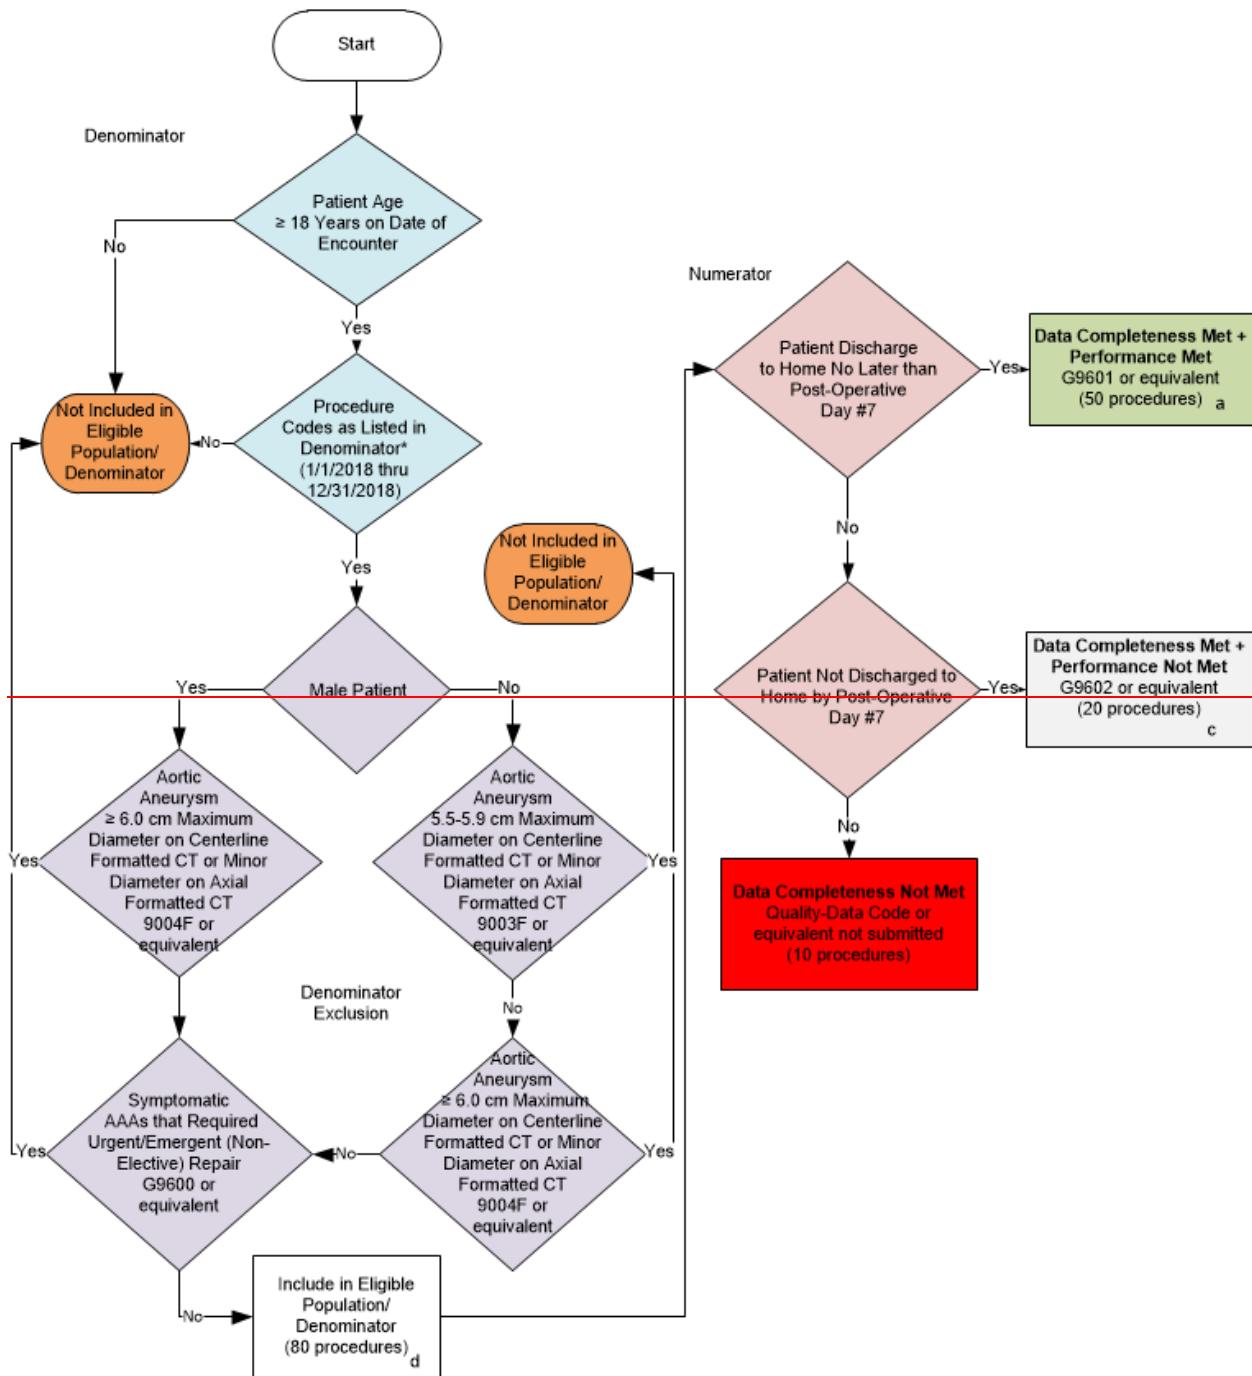 Start
Denominator
Patient Age
≥ 18 Years on Date of
Encounter
No
Yes
Procedure
Codes as Listed in
Denominator*
(1/1/2018 thru
12/31/2018)
No
Not Included in
Eligible
Population/
Denominator
Yes
Not Included in
Eligible
Population/
Denominator
Male Patient
Yes
No
Aortic
Aneurysm
≥ 6.0 cm Maximum
Diameter on Centerline
Formatted CT or Minor
Diameter on Axial
Formatted CT
9004F or
equivalent
Yes
Aortic
Aneurysm
5.5-5.9 cm Maximum
Diameter on Centerline
Formatted CT or Minor
Diameter on Axial
Formatted CT
9003F or
equivalent
Yes
No
Denominator
Exclusion
Symptomatic
AAAs that Required
Urgent/Emergent (Non-
Elective) Repair
G9600 or
equivalent
Yes
No
Aortic
Aneurysm
≥ 6.0 cm Maximum
Diameter on Centerline
Formatted CT or Minor
Diameter on Axial
Formatted CT
9004F or
equivalent
Yes
No
Include in Eligible
Population/
Denominator
(80 procedures)
d
Numerator
Patient Discharge
to Home No Later than
Post-Operative
Day #7
Yes
Data Completeness Met +
Performance Met
G9601 or equivalent
(50 procedures)
a
No
Patient Not Discharged to
Home by Post-Operative
Day #7
Yes
Data Completeness Met +
Performance Not Met
G9602 or equivalent
(20 procedures)
c
No
Data Completeness Not Met
Quality-Data Code or
equivalent not submitted
(10 procedures)